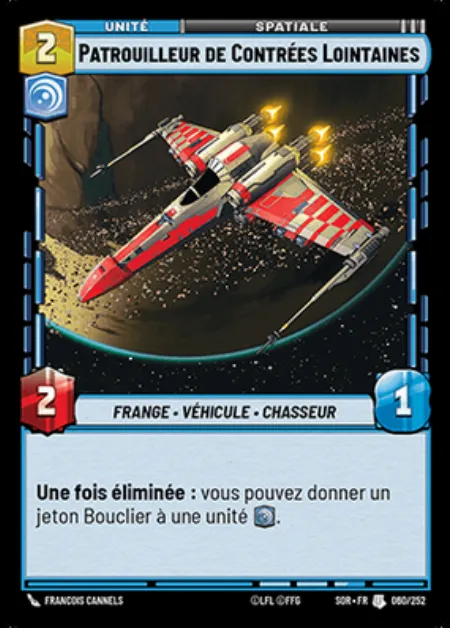 UNITÉ
SPATIALE
2
PATROUILLEUR DE CONTRÉES LOINTAINES
2
FRANGE • VÉHICULE • CHASSEUR
1
Une fois éliminée : vous pouvez donner un
jeton Bouclier à une unité .
FRANCOIS CANNELS
©LFL ©FFG
SOR • FR
060/252